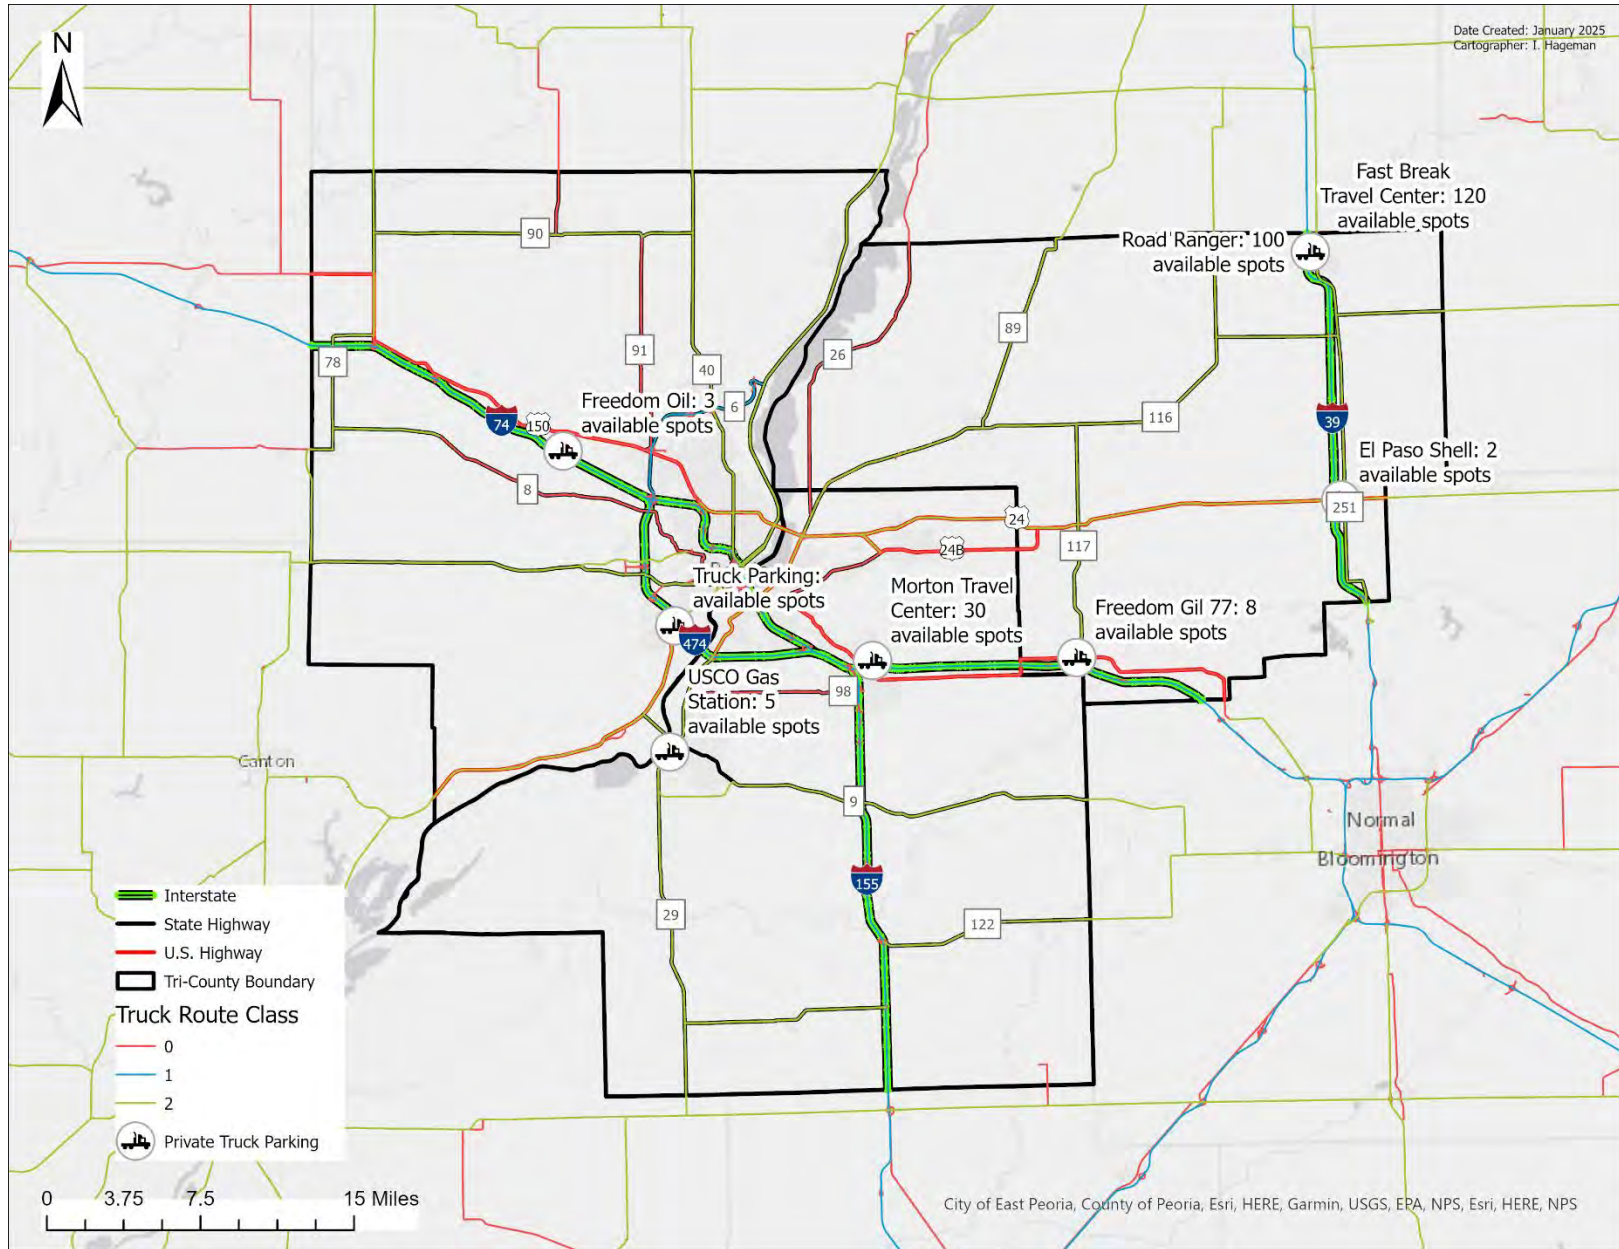 N
Date Created: January 2025
Cartographer: I. Hageman
Fast Break
Travel Center: 120
available spots
Road Ranger: 100
available spots
90
89
78
91
40
26
6
Freedom Oil: 3
available spots
74
150
116
39
El Paso Shell: 2
available spots
8
251
24
24B
117
Truck Parking:
available spots
Morton Travel
Center: 30
available spots
Freedom Gil 77: 8
available spots
474
USCO Gas
Station: 5
available spots
98
Canton
9
Normal
Bloomington
155
29
122
Interstate
State Highway
U.S. Highway
Tri-County Boundary
Truck Route Class
0
1
2
Private Truck Parking
0 3.75 7.5 15 Miles
City of East Peoria, County of Peoria, Esri, HERE, Garmin, USGS, EPA, NPS, Esri, HERE, NPS